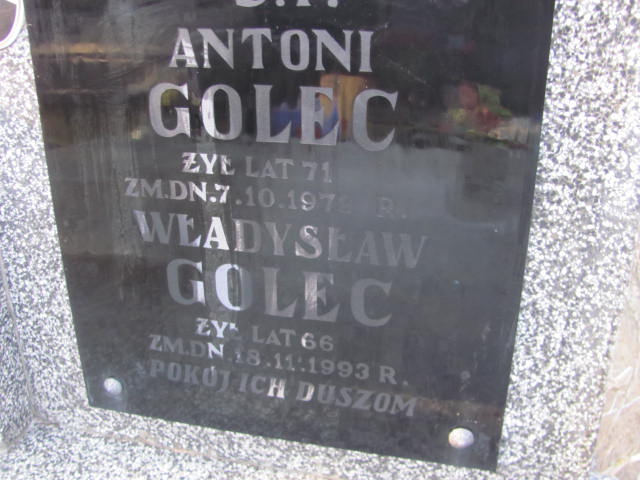 ANTONI
GOLEC
ŻYŁ LAT 71
ZM.DN.7.10.1978 R.
WŁADYSŁAW
GOLEC
ŻYŁ LAT 66
ZM.DN.18.11.1993 R.
POKÓJ ICH DUSZOM